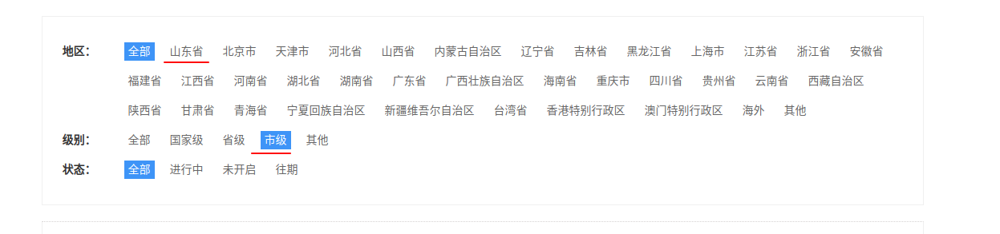 地区： 全部 山东省 北京市 天津市 河北省 山西省 内蒙古自治区 辽宁省 吉林省 黑龙江省 上海市 江苏省 浙江省 安徽省
福建省 江西省 河南省 湖北省 湖南省 广东省 广西壮族自治区 海南省 重庆市 四川省 贵州省 云南省 西藏自治区
陕西省 甘肃省 青海省 宁夏回族自治区 新疆维吾尔自治区 台湾省 香港特别行政区 澳门特别行政区 海外 其他
级别： 全部 国家级 省级 市级 其他
状态： 全部 进行中 未开启 往期